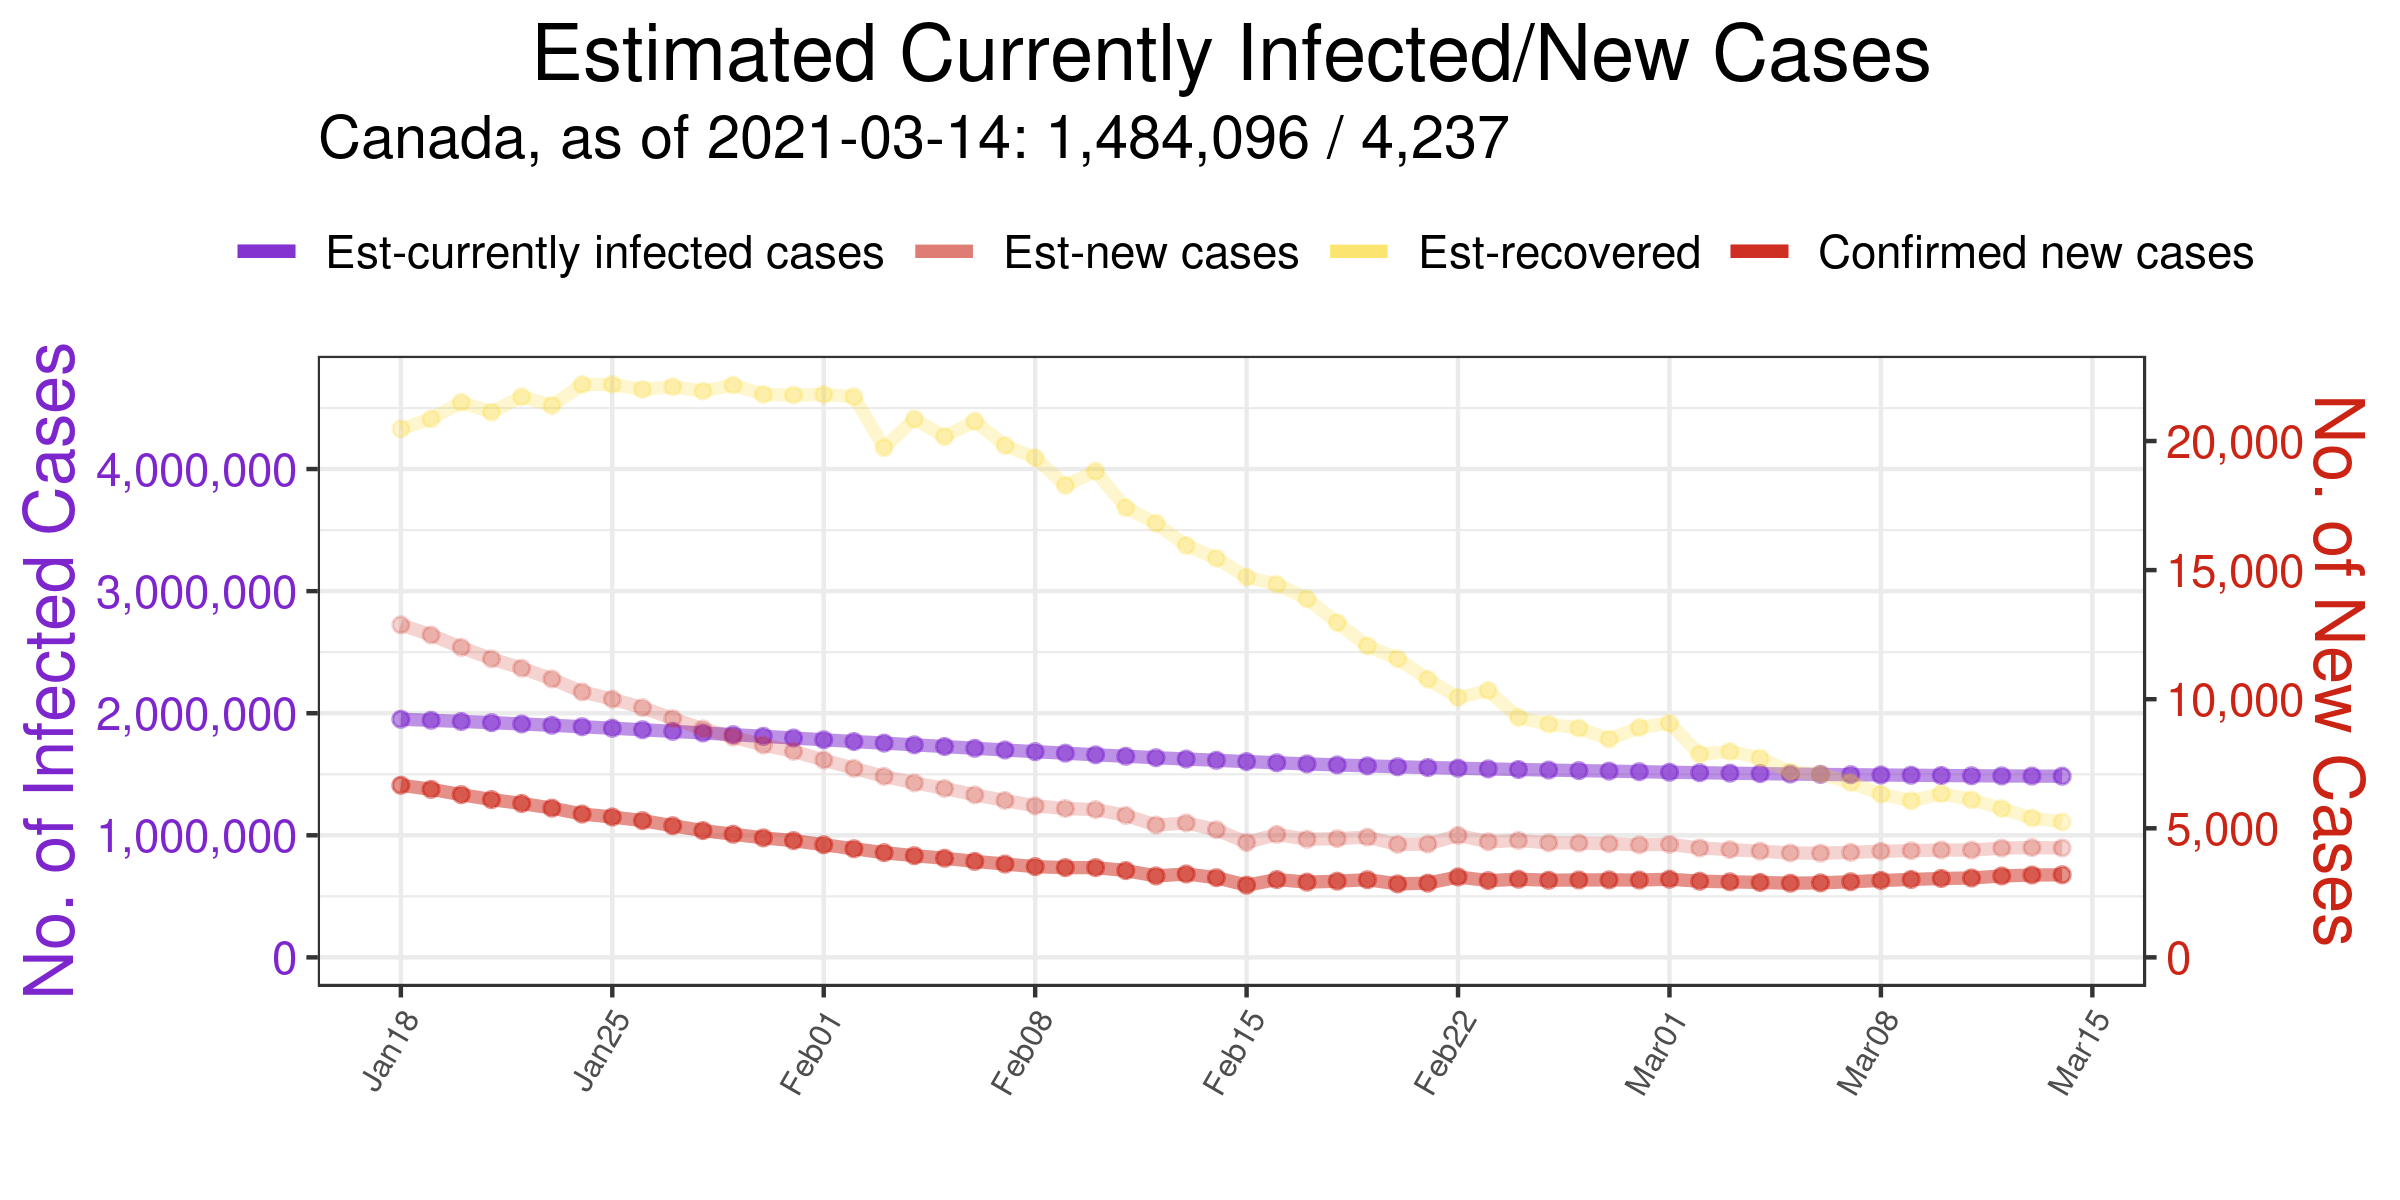 Estimated Currently Infected/New Cases
Canada, as of 2021-03-14: 1,484,096 / 4,237
Est-currently infected cases Est-new cases Est-recovered Confirmed new cases
No. of Infected Cases
4,000,000
3,000,000
2,000,000
1,000,000
0
20,000
15,000
10,000
5,000
0
No. of New Cases
Jan18 Jan25 Feb01 Feb08 Feb15 Feb22 Mar01 Mar08 Mar15